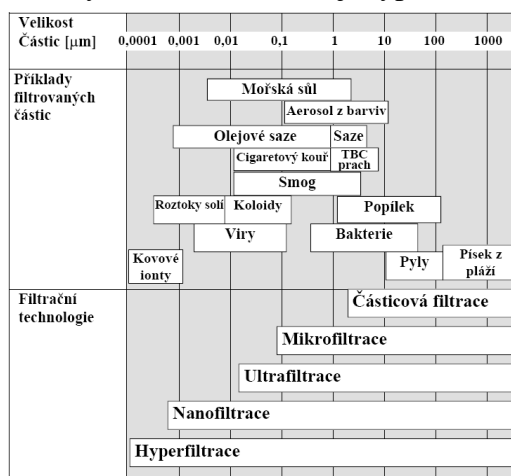 Velikost
Částic [μm]
0,0001 0,001 0,01 0,1 1 10 100 1000
Příklady
filtrovaných
částic
Mořská sůl
Aerosol z barviv
Olejové saze
Saze
Cigaretový kouř
TBC
prach
Smog
Roztoky solí
Koloidy
Popílek
Viry
Bakterie
Kovové
ionty
Pyly
Písek z
pláží
Filtrační
technologie
Částicová filtrace
Mikrofiltrace
Ultrafiltrace
Nanofiltrace
Hyperfiltrace